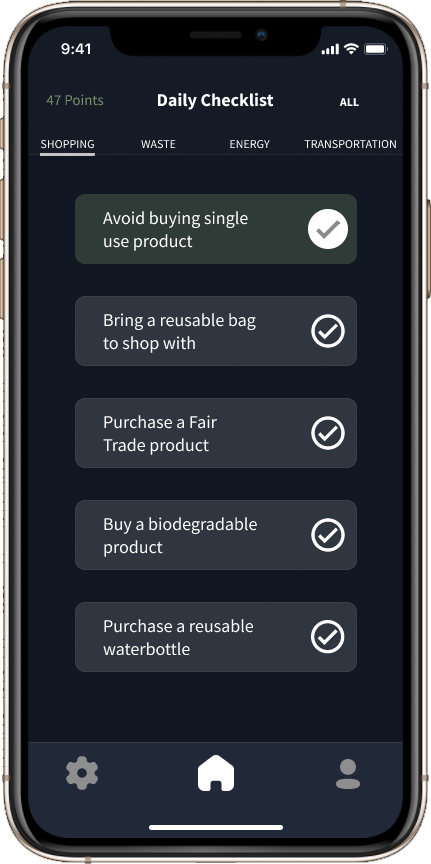 9:41
47 Points
Daily Checklist
ALL
SHOPPING
WASTE
ENERGY
TRANSPORTATION
Avoid buying single
use product
Bring a reusable bag
to shop with
Purchase a Fair
Trade product
Buy a biodegradable
product
Purchase a reusable
waterbottle